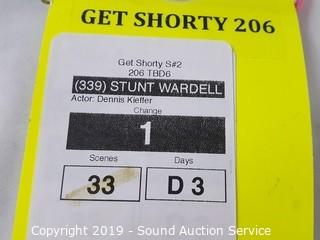 GET SHORTY 206
Get Shorty S#2
206 TBD6
(339) STUNT WARDELL
Actor: Dennis Kieffer
Change
1
Scenes
Days
33
D 3
Copyright 2019 - Sound Auction Service